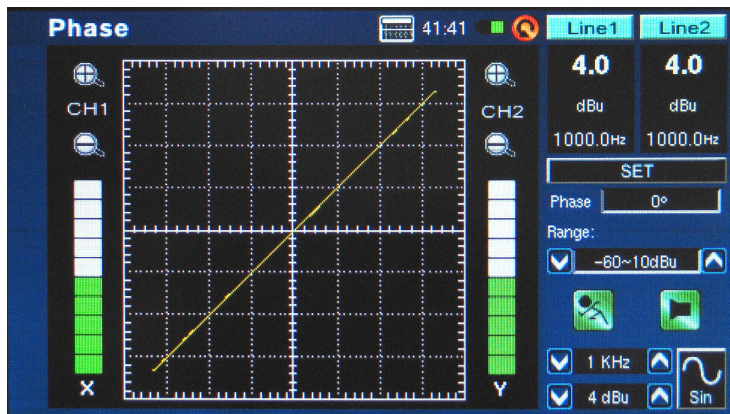 Phase
41:41
Line1
Line2
4.0
4.0
dBu
dBu
1000.0Hz
1000.0Hz
SET
CH1
CH2
Phase
0º
Range:
-60~10dBu
1 KHz
4 dBu
Sin
X
Y